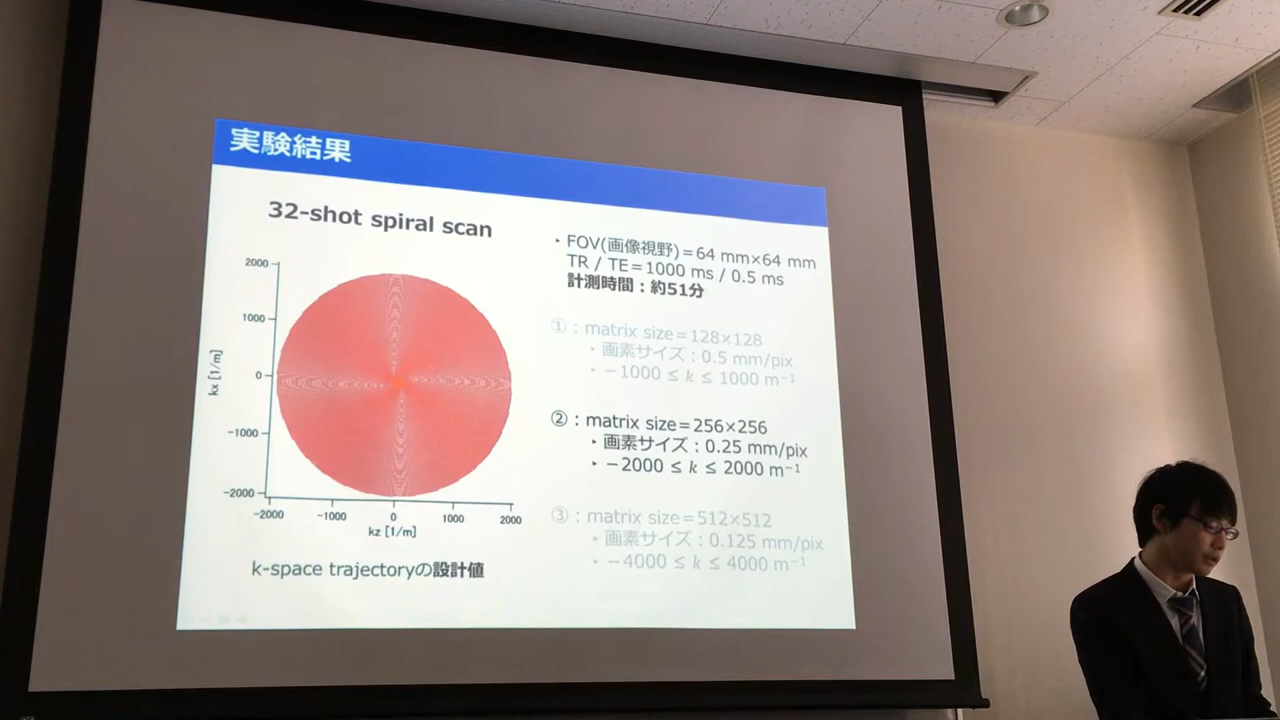 実験結果
32-shot spiral scan
2000
1000
0
-1000
-2000
kx [1/m]
-2000 -1000 0 1000 2000
kz [1/m]
k-space trajectoryの設計値
・FOV(画像視野)=64 mm×64 mm
TR / TE=1000 ms / 0.5 ms
計測時間:約51分
①:matrix size=128×128
・画素サイズ:0.5 mm/pix
・−1000 ≤ k ≤ 1000 m⁻¹
②:matrix size=256×256
・画素サイズ:0.25 mm/pix
・−2000 ≤ k ≤ 2000 m⁻¹
③:matrix size=512×512
・画素サイズ:0.125 mm/pix
・−4000 ≤ k ≤ 4000 m⁻¹